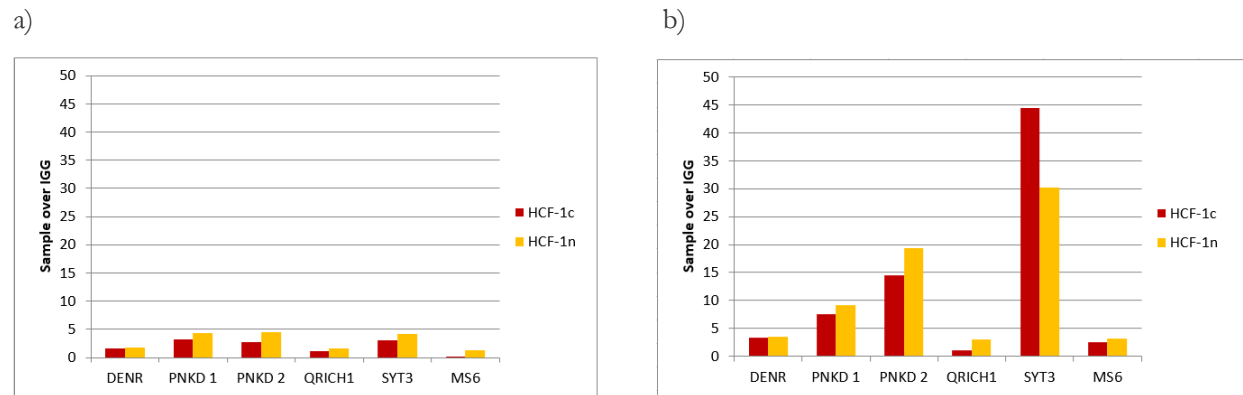 a)
50
45
40
35
30
25
20
15
10
5
0
Sample over IGG
DENR PNKD 1 PNKD 2 QRICH1 SYT3 MS6
HCF-1c
HCF-1n
b)
50
45
40
35
30
25
20
15
10
5
0
Sample over IGG
DENR PNKD 1 PNKD 2 QRICH1 SYT3 MS6
HCF-1c
HCF-1n